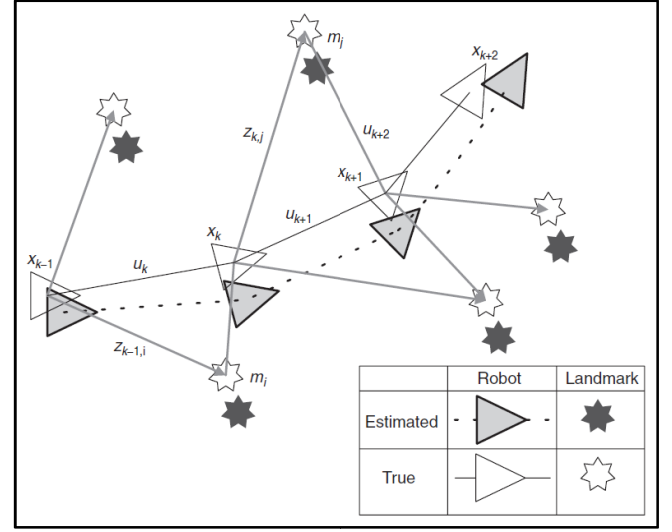 m_j
x_{k+2}
z_{k,j}
u_{k+2}
x_{k+1}
x_k
u_{k+1}
x_{k–1}
u_k
z_{k–1,i}
m_i
Robot Landmark
Estimated
True